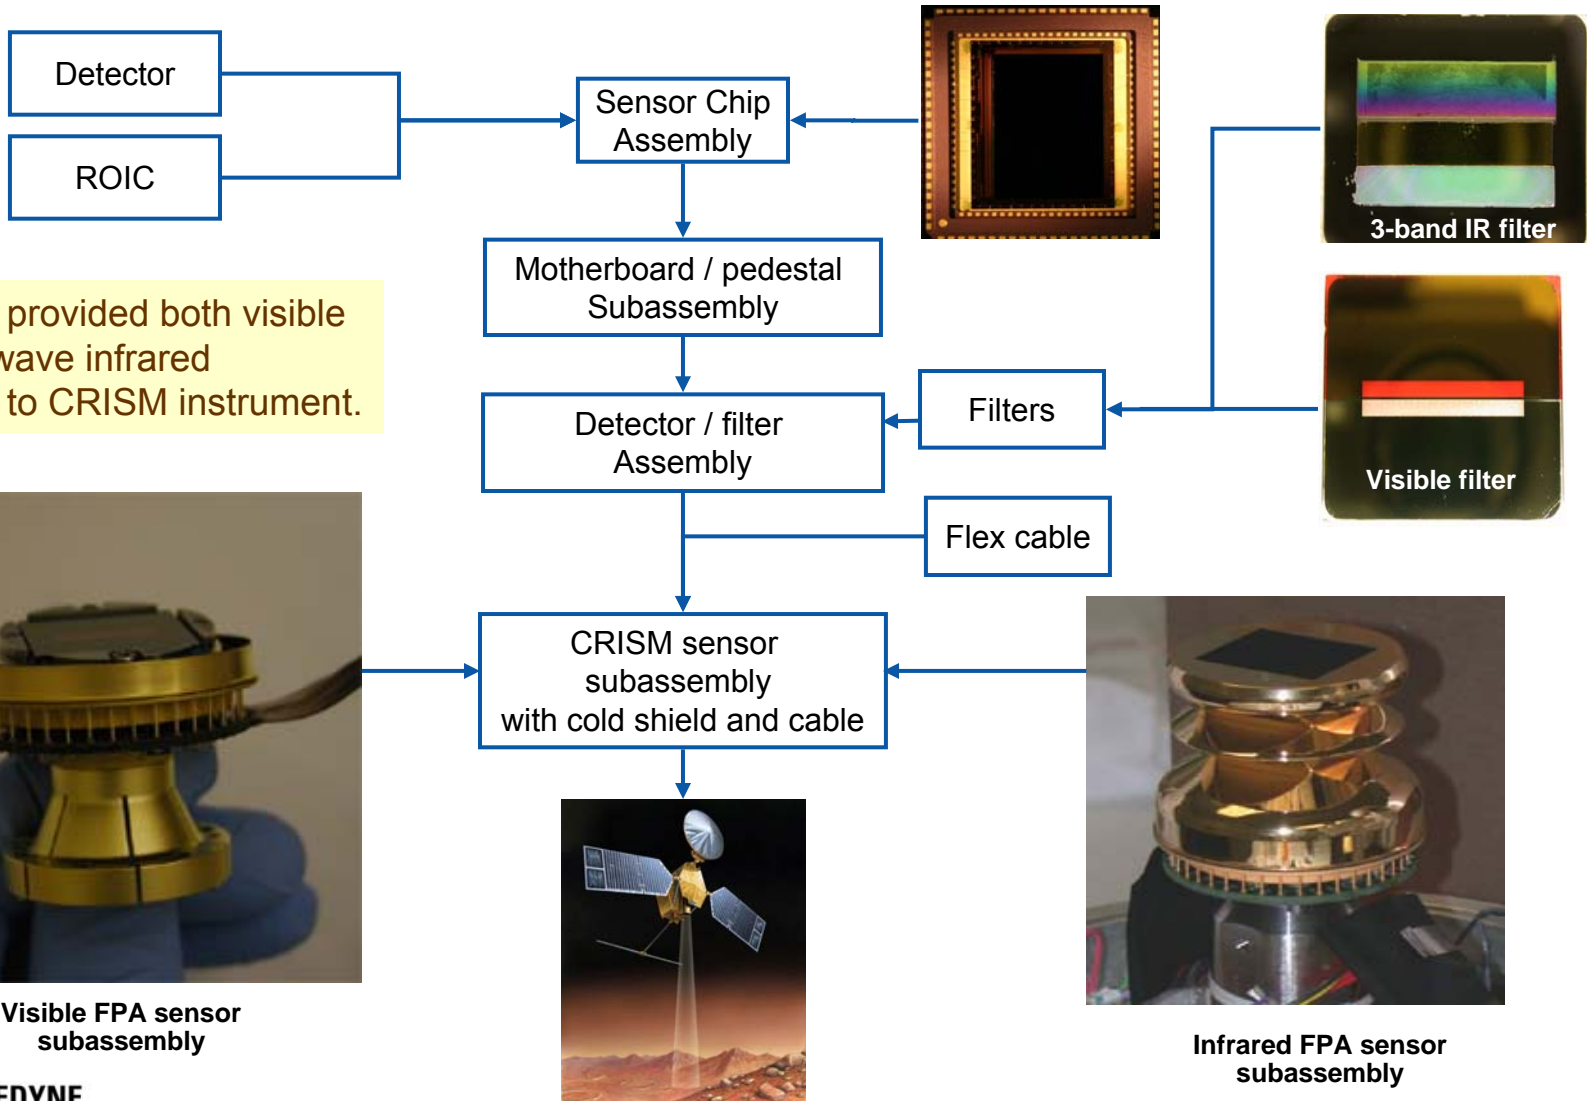 Detector
ROIC
Sensor Chip
Assembly
3-band IR filter
Motherboard / pedestal
Subassembly
provided both visible
wave infrared
to CRISM instrument.
Detector / filter
Assembly
Filters
Visible filter
Flex cable
CRISM sensor
subassembly
with cold shield and cable
Visible FPA sensor
subassembly
Infrared FPA sensor
subassembly